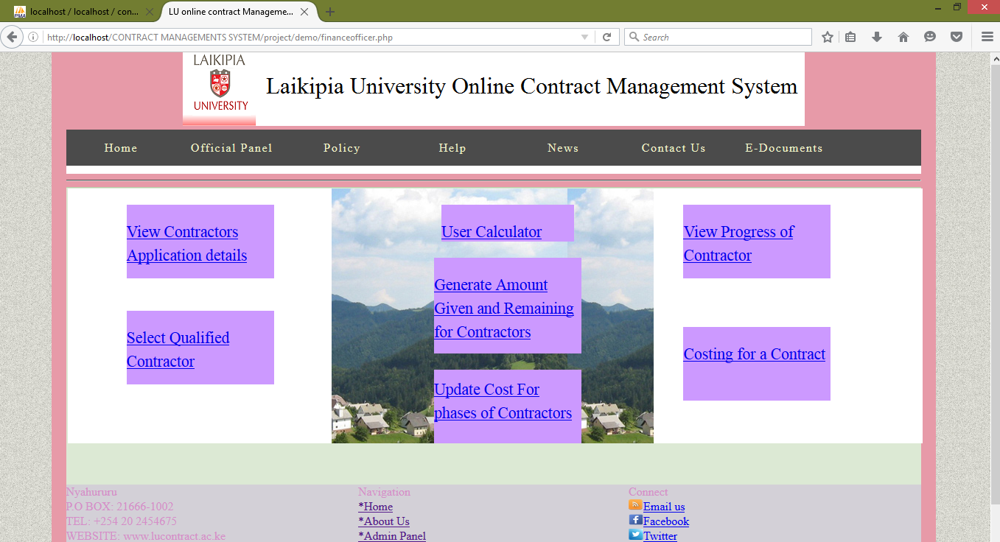 localhost / localhost / con...
LU online contract Manageme...
http://localhost/CONTRACT MANAGEMENTS SYSTEM/project/demo/financeofficer.php
Search
LAIKIPIA
UNIVERSITY
Laikipia University Online Contract Management System
Home Official Panel Policy Help News Contact Us E-Documents
View Contractors
Application details
Select Qualified
Contractor
User Calculator
Generate Amount
Given and Remaining
for Contractors
Update Cost For
phases of Contractors
View Progress of
Contractor
Costing for a Contract
Nyahururu
P.O BOX: 21666-1002
TEL: +254 20 2454675
WEBSITE: www.lucontract.ac.ke
Navigation
*Home
*About Us
*Admin Panel
Connect
Email us
Facebook
Twitter